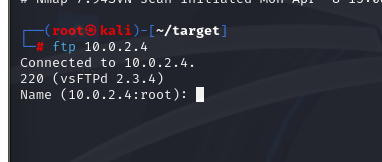 ┌──(root㉿kali)-[~/target]
└─# ftp 10.0.2.4
Connected to 10.0.2.4.
220 (vsFTPd 2.3.4)
Name (10.0.2.4:root):